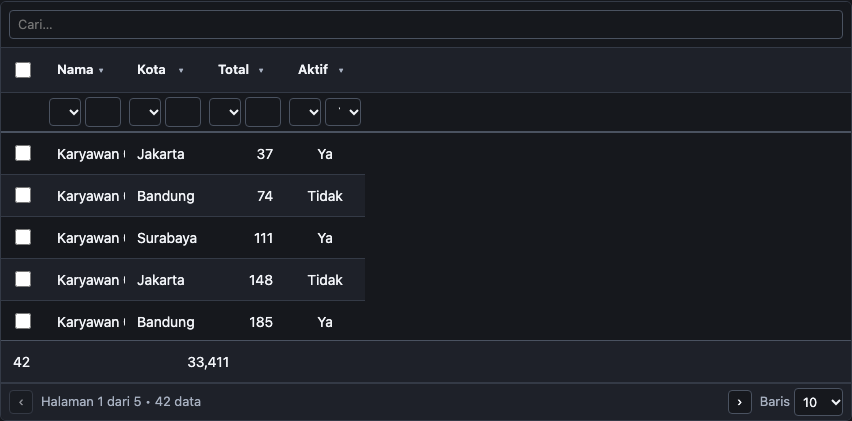 Cari...
Nama Kota Total Aktif
Karyawan Jakarta 37 Ya
Karyawan Bandung 74 Tidak
Karyawan Surabaya 111 Ya
Karyawan Jakarta 148 Tidak
Karyawan Bandung 185 Ya
42 33,411
‹ Halaman 1 dari 5 • 42 data › Baris 10